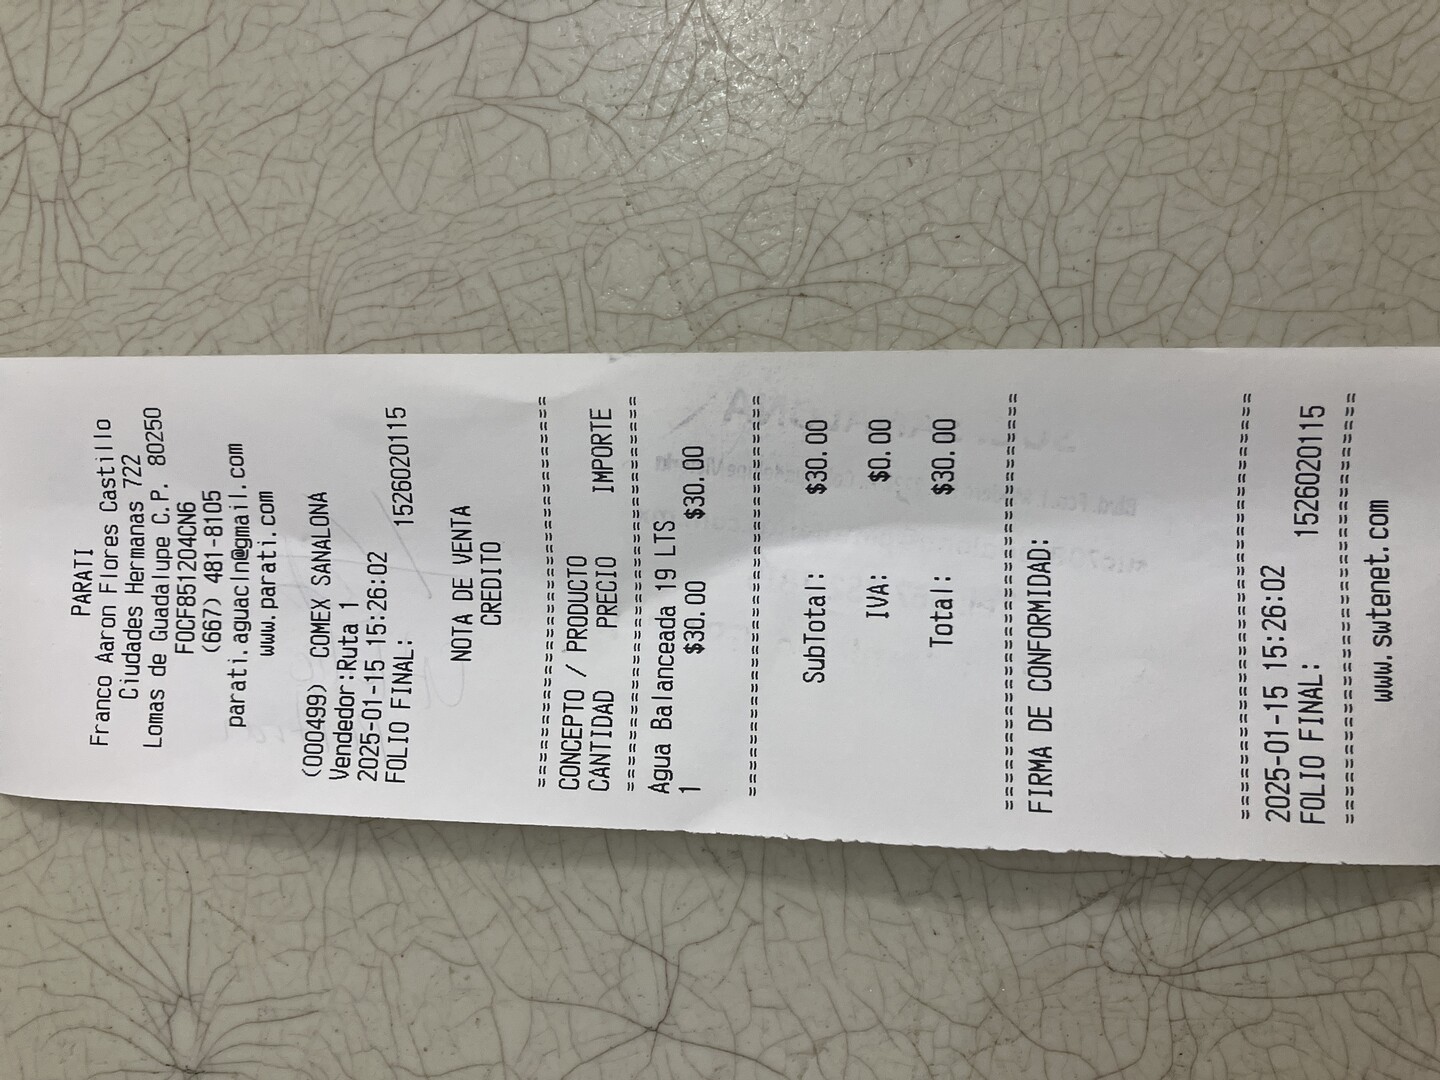 PARATI
Franco Aaron Flores Castillo
Ciudades Hermanas 722
Lomas de Guadalupe C.P. 80250
FOCF851204CN6
(667) 481-8105
parati.aguacln@gmail.com
www.parati.com
(000499) COMEX SANALONA
Vendedor:Ruta 1
2025-01-15 15:26:02
FOLIO FINAL: 1526020115
NOTA DE VENTA
CREDITO
==============================
CONCEPTO / PRODUCTO
CANTIDAD PRECIO IMPORTE
==============================
Agua Balanceada 19 LTS
1 $30.00 $30.00
==============================
SubTotal: $30.00
IVA: $0.00
Total: $30.00
==============================
FIRMA DE CONFORMIDAD:
==============================
2025-01-15 15:26:02
FOLIO FINAL: 1526020115
==============================
www.swtenet.com